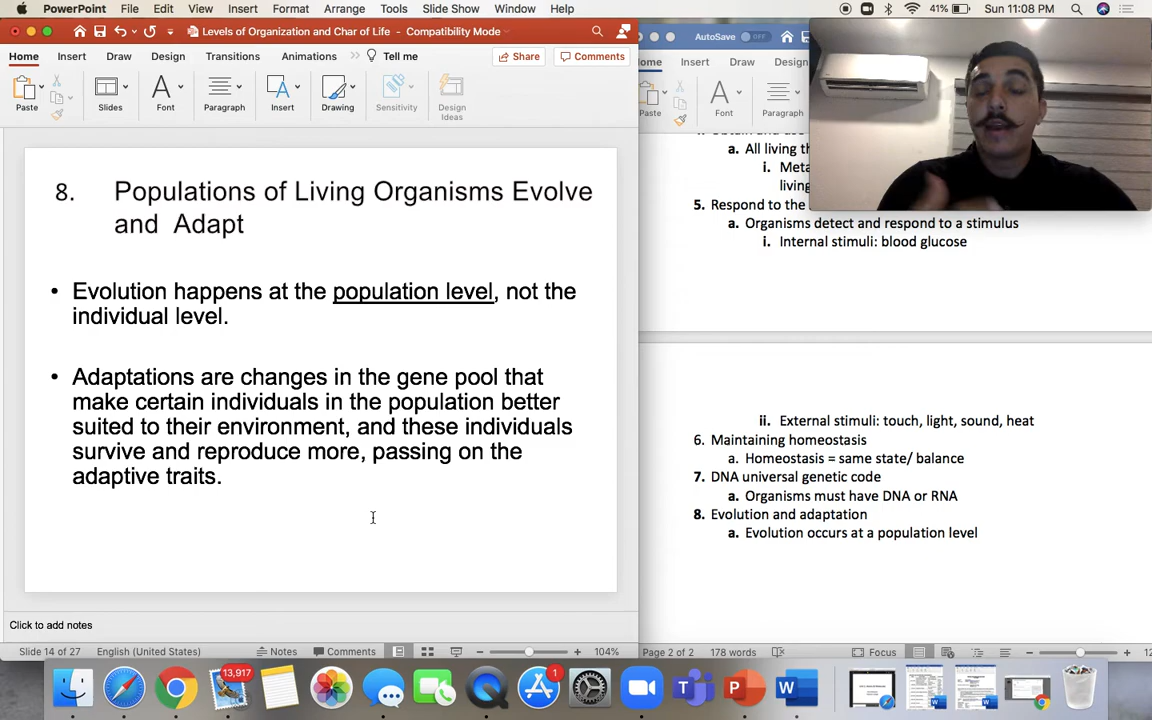 PowerPoint File Edit View Insert Format Arrange Tools Slide Show Window Help 41% Sun 11:08 PM
Levels of Organization and Char of Life - Compatibility Mode
AutoSave OFF
Home Insert Draw Design Transitions Animations Tell me Share Comments
Insert Draw Design
Paste Slides Font Paragraph Insert Drawing Sensitivity Design
Ideas
Font Paragraph
8. Populations of Living Organisms Evolve
and Adapt
• Evolution happens at the population level, not the
individual level.
• Adaptations are changes in the gene pool that
make certain individuals in the population better
suited to their environment, and these individuals
survive and reproduce more, passing on the
adaptive traits.
Click to add notes
Slide 14 of 27 English (United States) Notes Comments 104%
a. All living
i.
living
5. Respond to the
a. Organisms detect and respond to a stimulus
i. Internal stimuli: blood glucose
ii. External stimuli: touch, light, sound, heat
6. Maintaining homeostasis
a. Homeostasis = same state/ balance
7. DNA universal genetic code
a. Organisms must have DNA or RNA
8. Evolution and adaptation
a. Evolution occurs at a population level
Page 2 of 2 178 words Focus
13,917
1